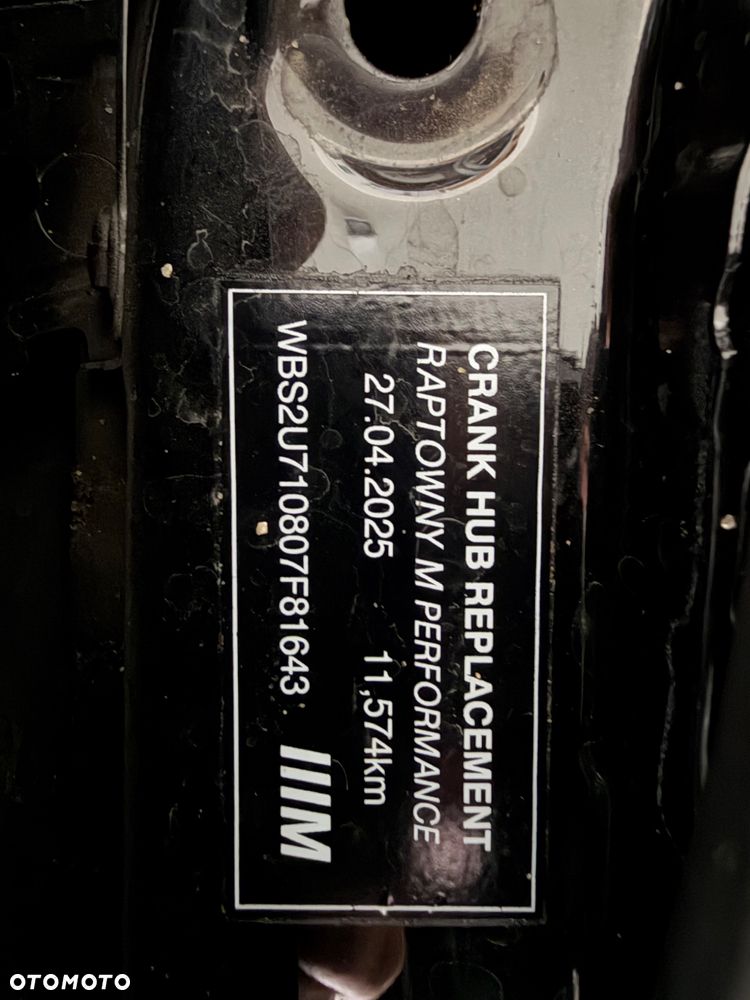 CRANK HUB REPLACEMENT
RAPTOWNY M PERFORMANCE
27.04.2025 11,574km
WBS2U710807F81643 M
OTOMOTO